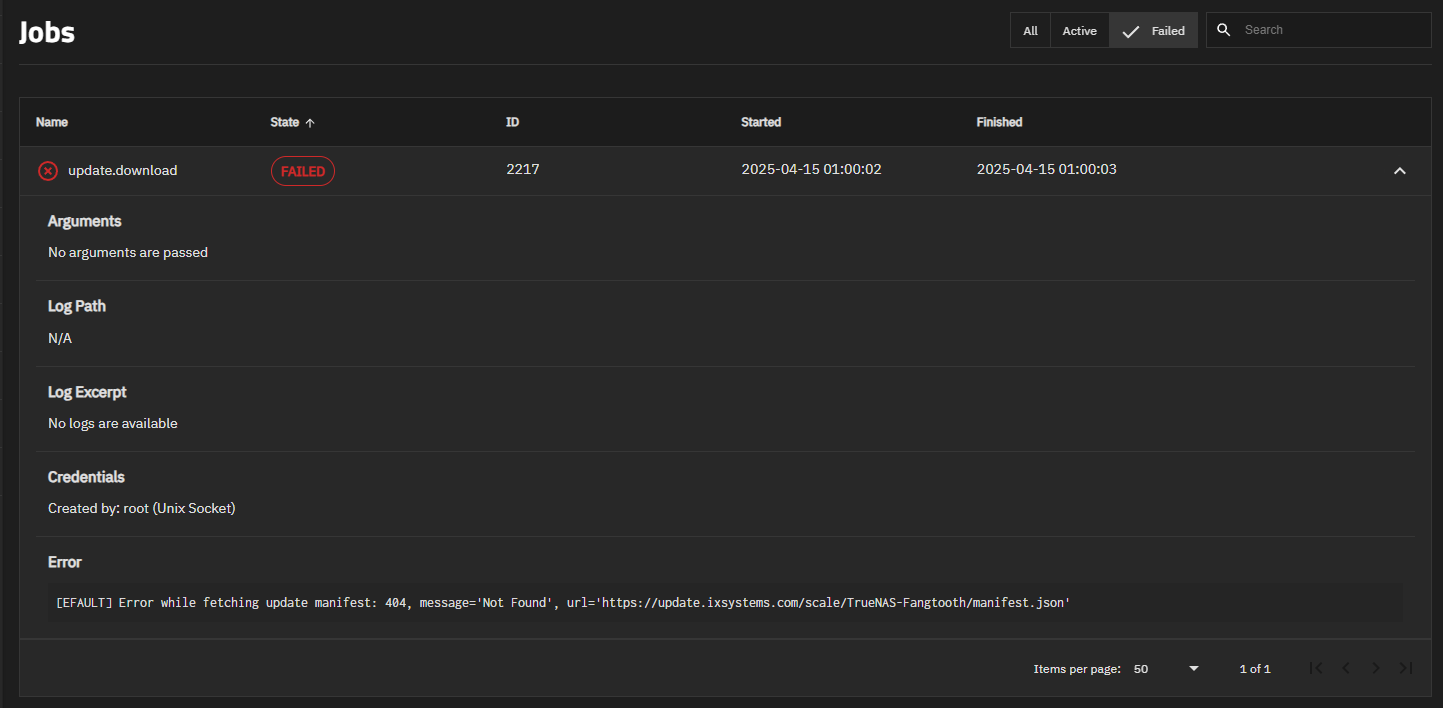 Jobs
All Active Failed Search
Name State ID Started Finished
update.download FAILED 2217 2025-04-15 01:00:02 2025-04-15 01:00:03
Arguments
No arguments are passed
Log Path
N/A
Log Excerpt
No logs are available
Credentials
Created by: root (Unix Socket)
Error
[EFAULT] Error while fetching update manifest: 404, message='Not Found', url='https://update.ixsystems.com/scale/TrueNAS-Fangtooth/manifest.json'
Items per page: 50 1 of 1